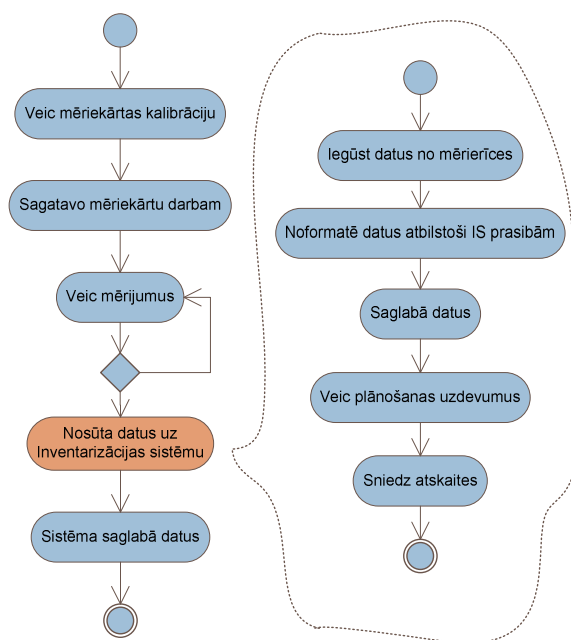 Veic mēriekārtas kalibrāciju
Sagatavo mēriekārtu darbam
Veic mērijumus
Nosūta datus uz
Inventarizācijas sistēmu
Sistēma saglabā datus
Iegūst datus no mērierīces
Noformatē datus atbilstoši IS prasibām
Saglabā datus
Veic plānošanas uzdevumus
Sniedz atskaites